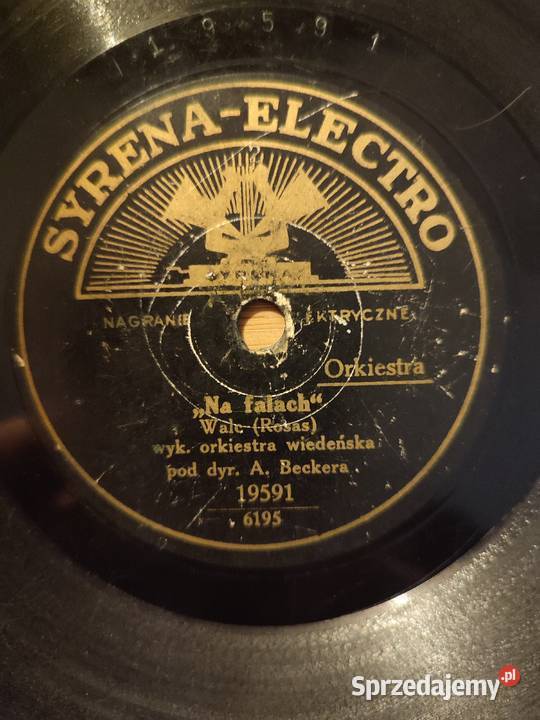 19591
SYRENA-ELECTRO
NAGRANIE
EKTRYCZNE
Orkiestra
„Na falach“
Walc (Rosas)
wyk. orkiestra wiedeńska
pod dyr. A. Beckera
19591
6195
Sprzedajemy.pl